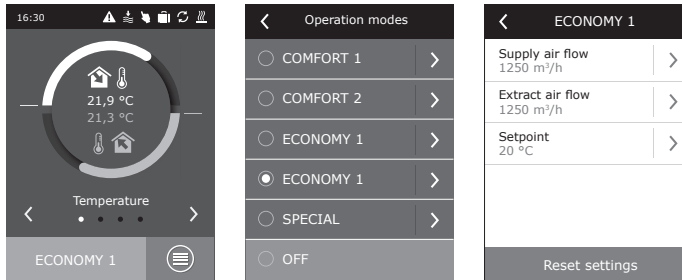 16:30
21,9 °C
21,3 °C
Temperature
ECONOMY 1
Operation modes
COMFORT 1
COMFORT 2
ECONOMY 1
ECONOMY 1
SPECIAL
OFF
ECONOMY 1
Supply air flow
1250 m³/h
Extract air flow
1250 m³/h
Setpoint
20 °C
Reset settings